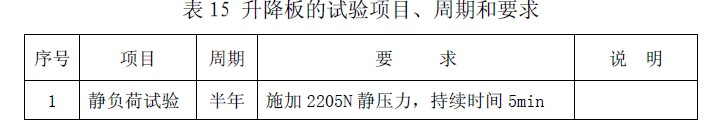 表 15 升降板的试验项目、周期和要求
序号 项目 周期 要 求 说 明
1 静负荷试验 半年 施加 2205N 静压力，持续时间 5min